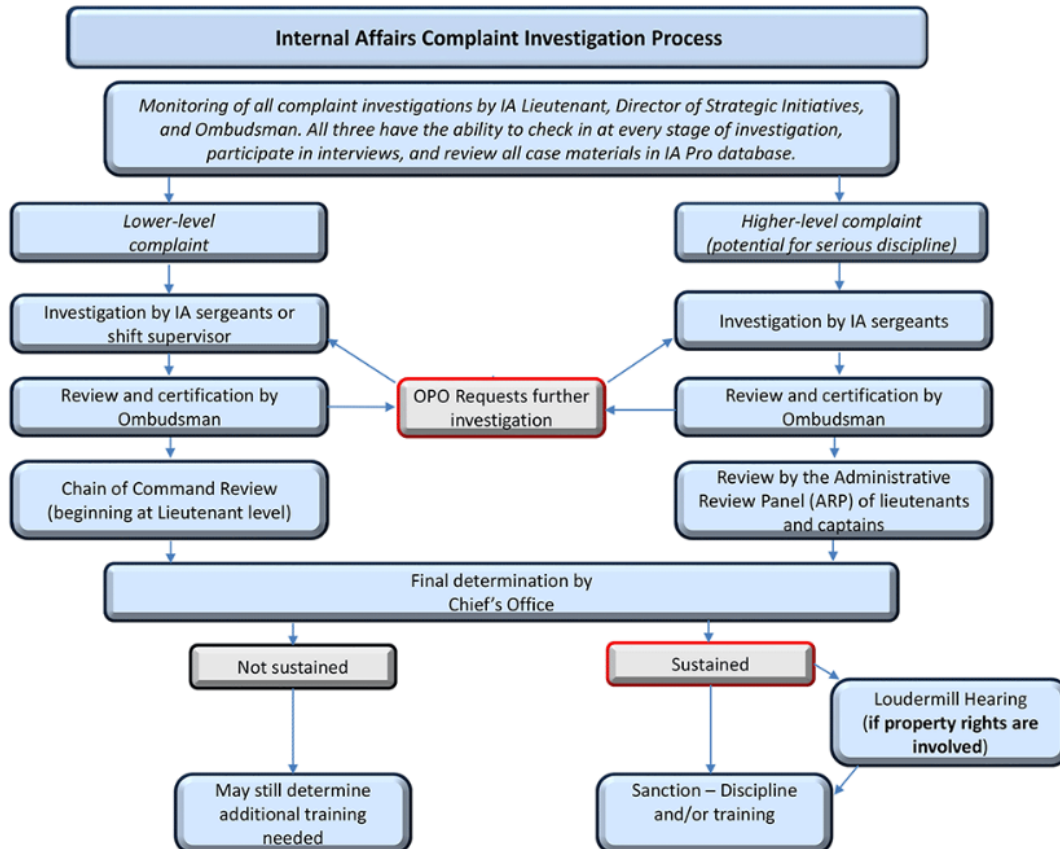 Internal Affairs Complaint Investigation Process
Monitoring of all complaint investigations by IA Lieutenant, Director of Strategic Initiatives,
and Ombudsman. All three have the ability to check in at every stage of investigation,
participate in interviews, and review all case materials in IA Pro database.
Lower-level
complaint
Higher-level complaint
(potential for serious discipline)
Investigation by IA sergeants or
shift supervisor
Investigation by IA sergeants
OPO Requests further
investigation
Review and certification by
Ombudsman
Review and certification by
Ombudsman
Chain of Command Review
(beginning at Lieutenant level)
Review by the Administrative
Review Panel (ARP) of lieutenants
and captains
Final determination by
Chief's Office
Not sustained
Sustained
Loudermill Hearing
(if property rights are
involved)
May still determine
additional training
needed
Sanction – Discipline
and/or training